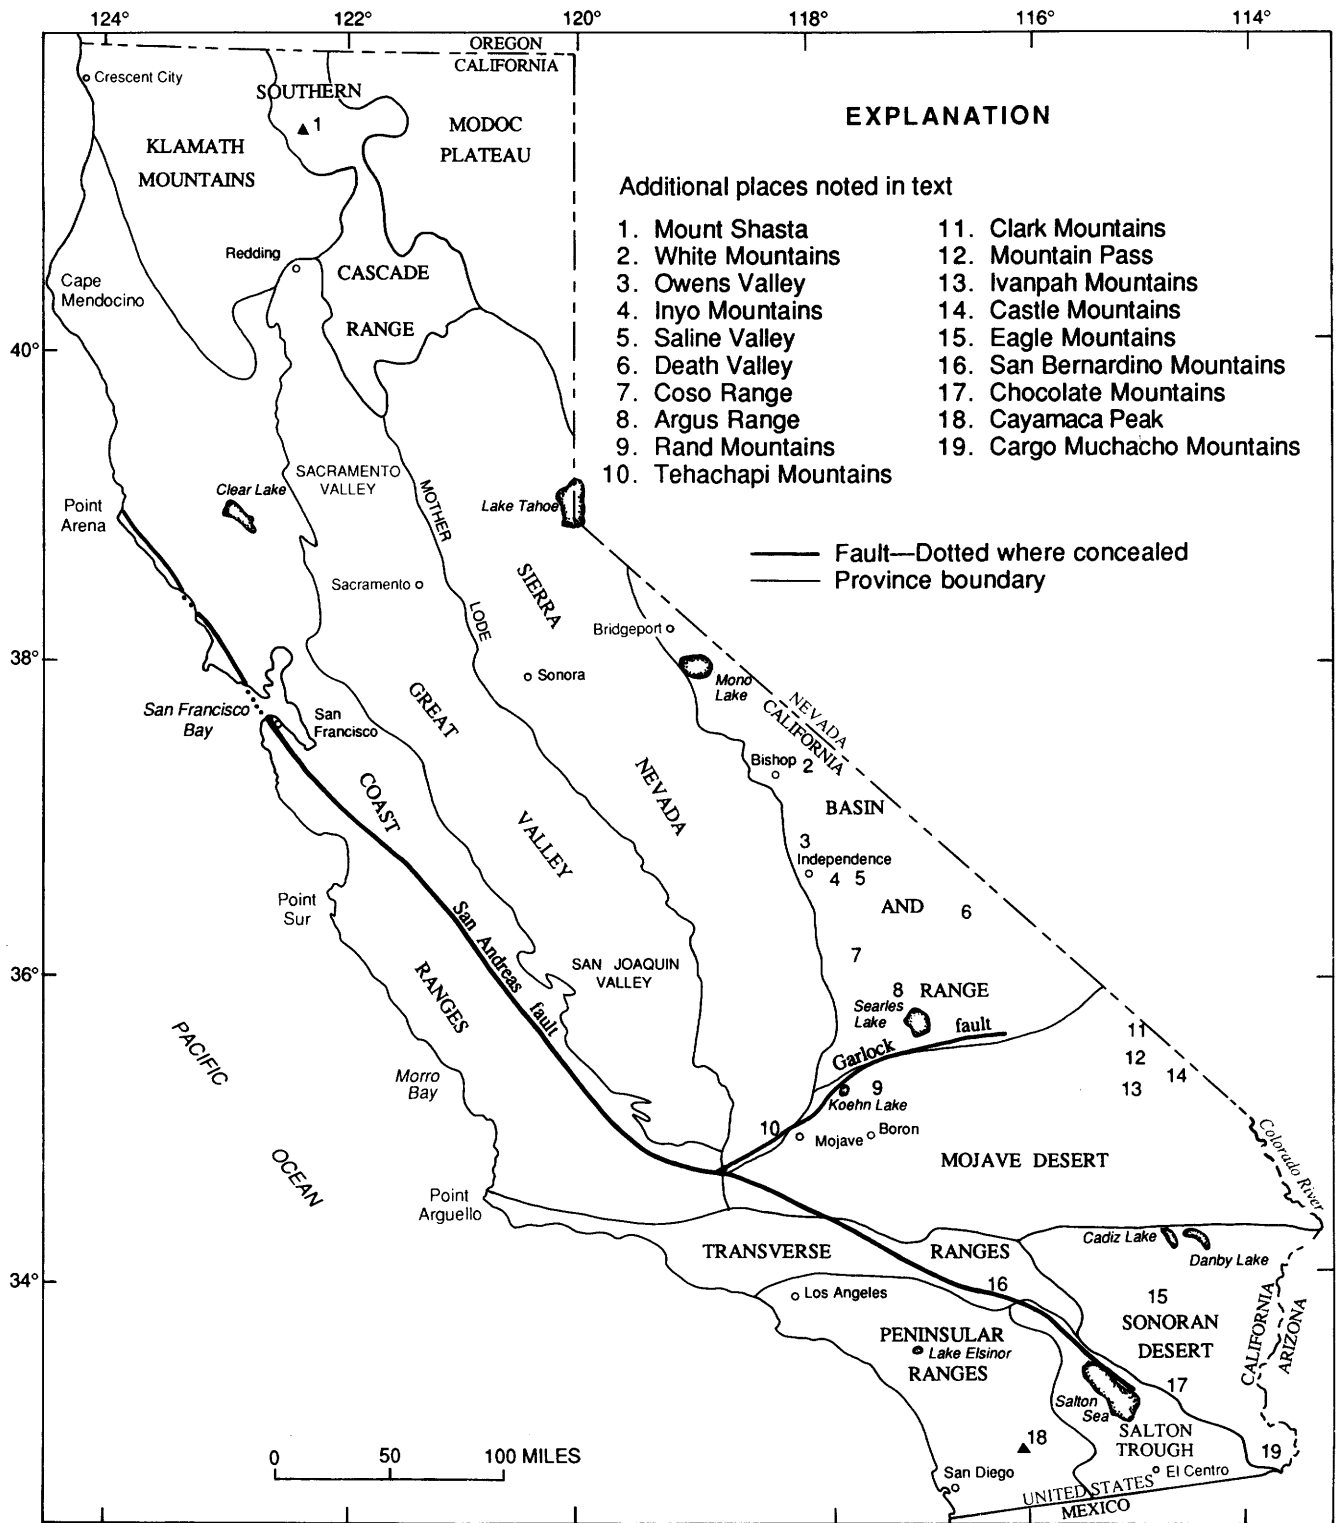 124°
122°
120°
118°
116°
114°
OREGON
CALIFORNIA
Crescent City
SOUTHERN
1
KLAMATH
MOUNTAINS
MODOC
PLATEAU
EXPLANATION
Additional places noted in text
1. Mount Shasta
2. White Mountains
3. Owens Valley
4. Inyo Mountains
5. Saline Valley
6. Death Valley
7. Coso Range
8. Argus Range
9. Rand Mountains
10. Tehachapi Mountains
11. Clark Mountains
12. Mountain Pass
13. Ivanpah Mountains
14. Castle Mountains
15. Eagle Mountains
16. San Bernardino Mountains
17. Chocolate Mountains
18. Cayamaca Peak
19. Cargo Muchacho Mountains
Fault—Dotted where concealed
Province boundary
Redding
CASCADE
RANGE
Cape
Mendocino
40°
SACRAMENTO
VALLEY
Clear Lake
Point
Arena
MOTHER
LODE
Lake Tahoe
Sacramento
SIERRA
NEVADA
Bridgeport
38°
Sonora
Mono
Lake
NEVADA
CALIFORNIA
San Francisco
Bay
San
Francisco
GREAT
VALLEY
Bishop
2
COAST
RANGES
BASIN
AND
RANGE
3
Independence
4
5
6
Point
Sur
San Andreas fault
7
36°
SAN JOAQUIN
VALLEY
8
Searles
Lake
Garlock fault
11
12
13
14
PACIFIC
OCEAN
Morro
Bay
9
Koehn Lake
10
Mojave
Boron
MOJAVE DESERT
Colorado River
Point
Arguello
TRANSVERSE RANGES
Cadiz Lake
Danby Lake
34°
Los Angeles
16
15
SONORAN
DESERT
CALIFORNIA
ARIZONA
PENINSULAR
Lake Elsinor
RANGES
17
Salton
Sea
SALTON
TROUGH
18
19
El Centro
San Diego
UNITED STATES
MEXICO
0 50 100 MILES